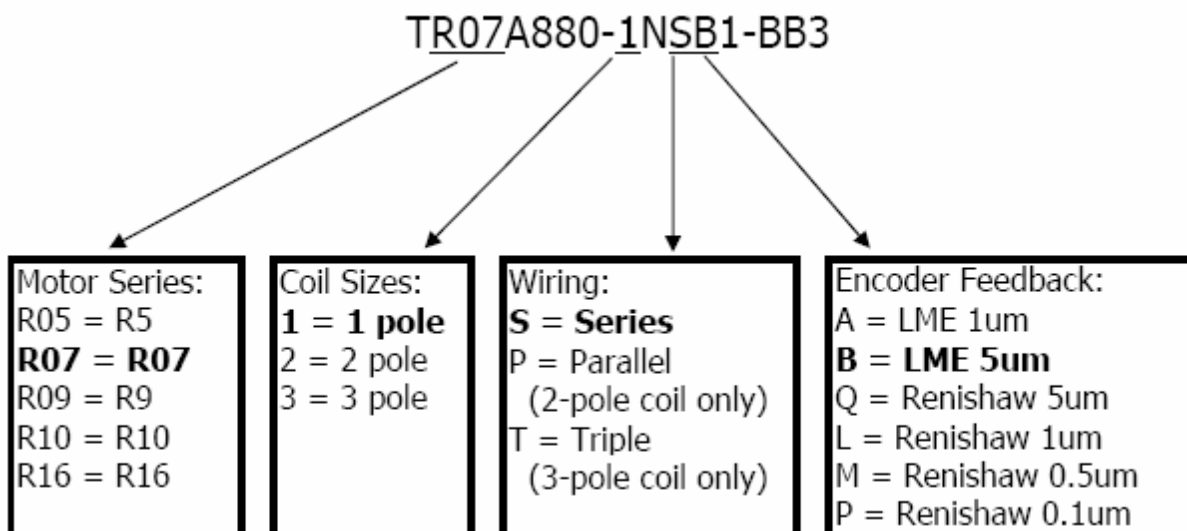 TR07A880-1NSB1-BB3
Motor Series:
R05 = R5
R07 = R07
R09 = R9
R10 = R10
R16 = R16
Coil Sizes:
1 = 1 pole
2 = 2 pole
3 = 3 pole
Wiring:
S = Series
P = Parallel
(2-pole coil only)
T = Triple
(3-pole coil only)
Encoder Feedback:
A = LME 1um
B = LME 5um
Q = Renishaw 5um
L = Renishaw 1um
M = Renishaw 0.5um
P = Renishaw 0.1um